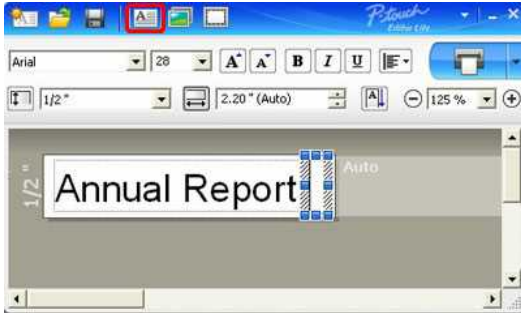 A
P-touch
Editor Lite
Arial 28 A A B I U
1/2" 2.20" (Auto) A 125 %
1/2" Annual Report Auto